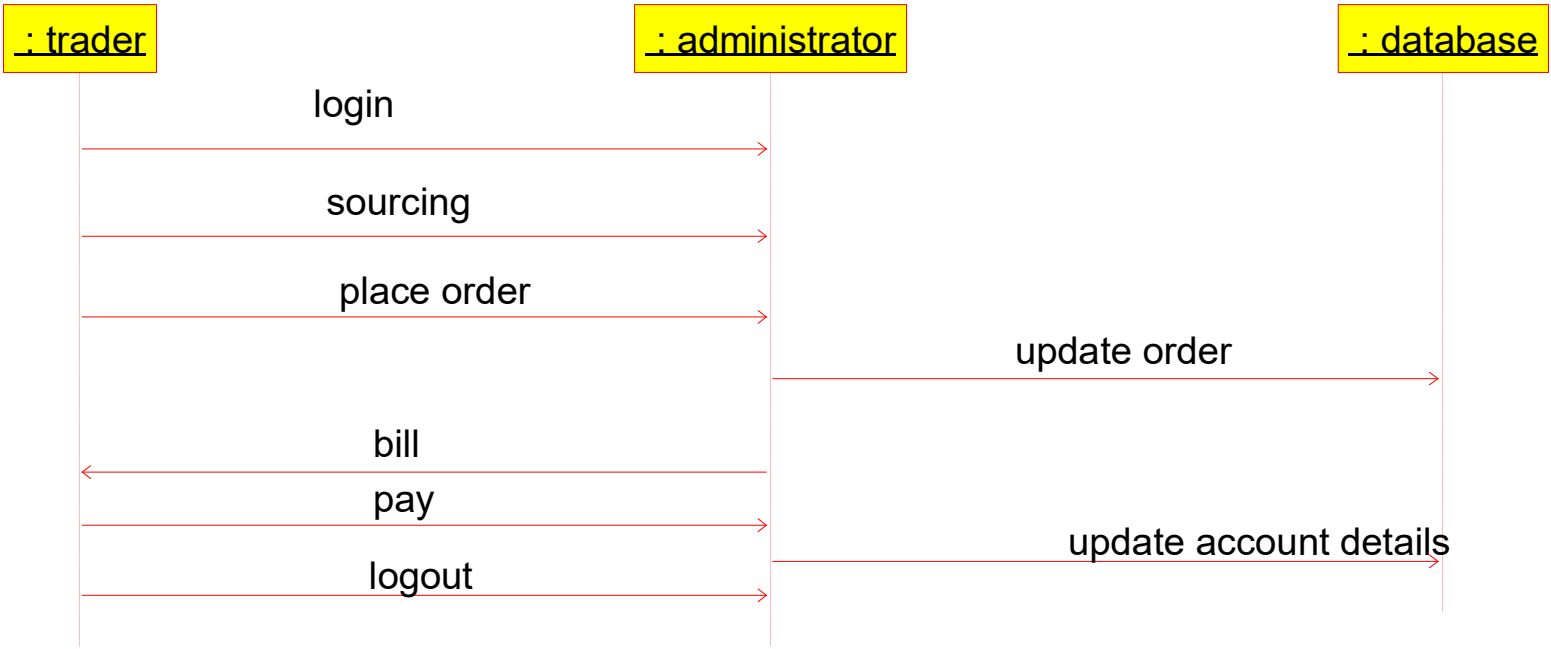 : trader
: administrator
: database
login
sourcing
place order
update order
bill
pay
update account details
logout